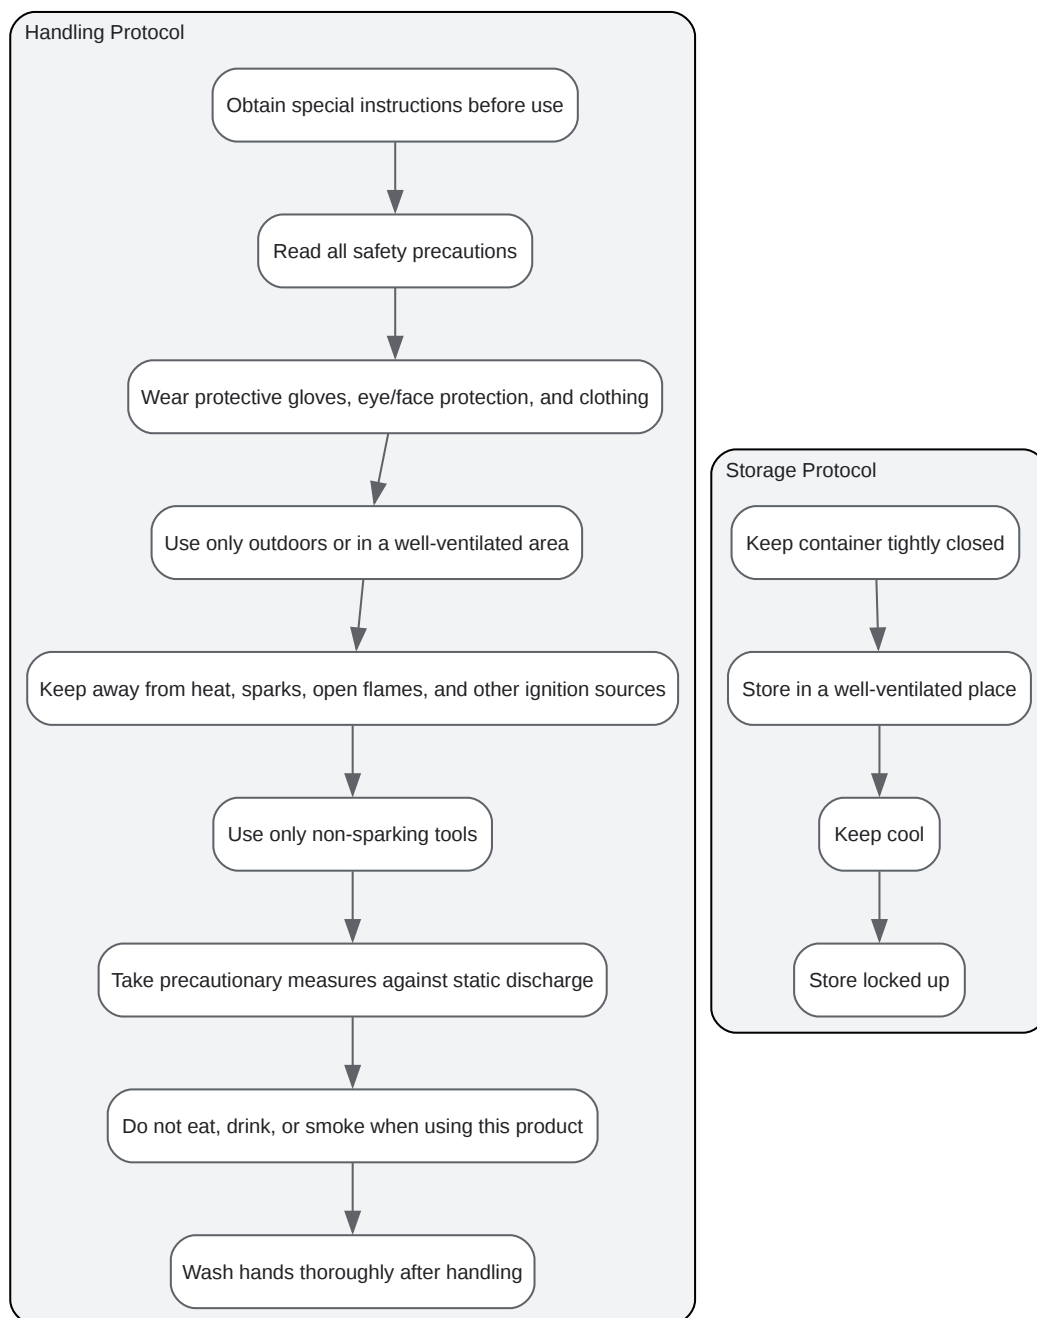 Handling Protocol
Obtain special instructions before use
Read all safety precautions
Wear protective gloves, eye/face protection, and clothing
Use only outdoors or in a well-ventilated area
Keep away from heat, sparks, open flames, and other ignition sources
Use only non-sparking tools
Take precautionary measures against static discharge
Do not eat, drink, or smoke when using this product
Wash hands thoroughly after handling
Storage Protocol
Keep container tightly closed
Store in a well-ventilated place
Keep cool
Store locked up